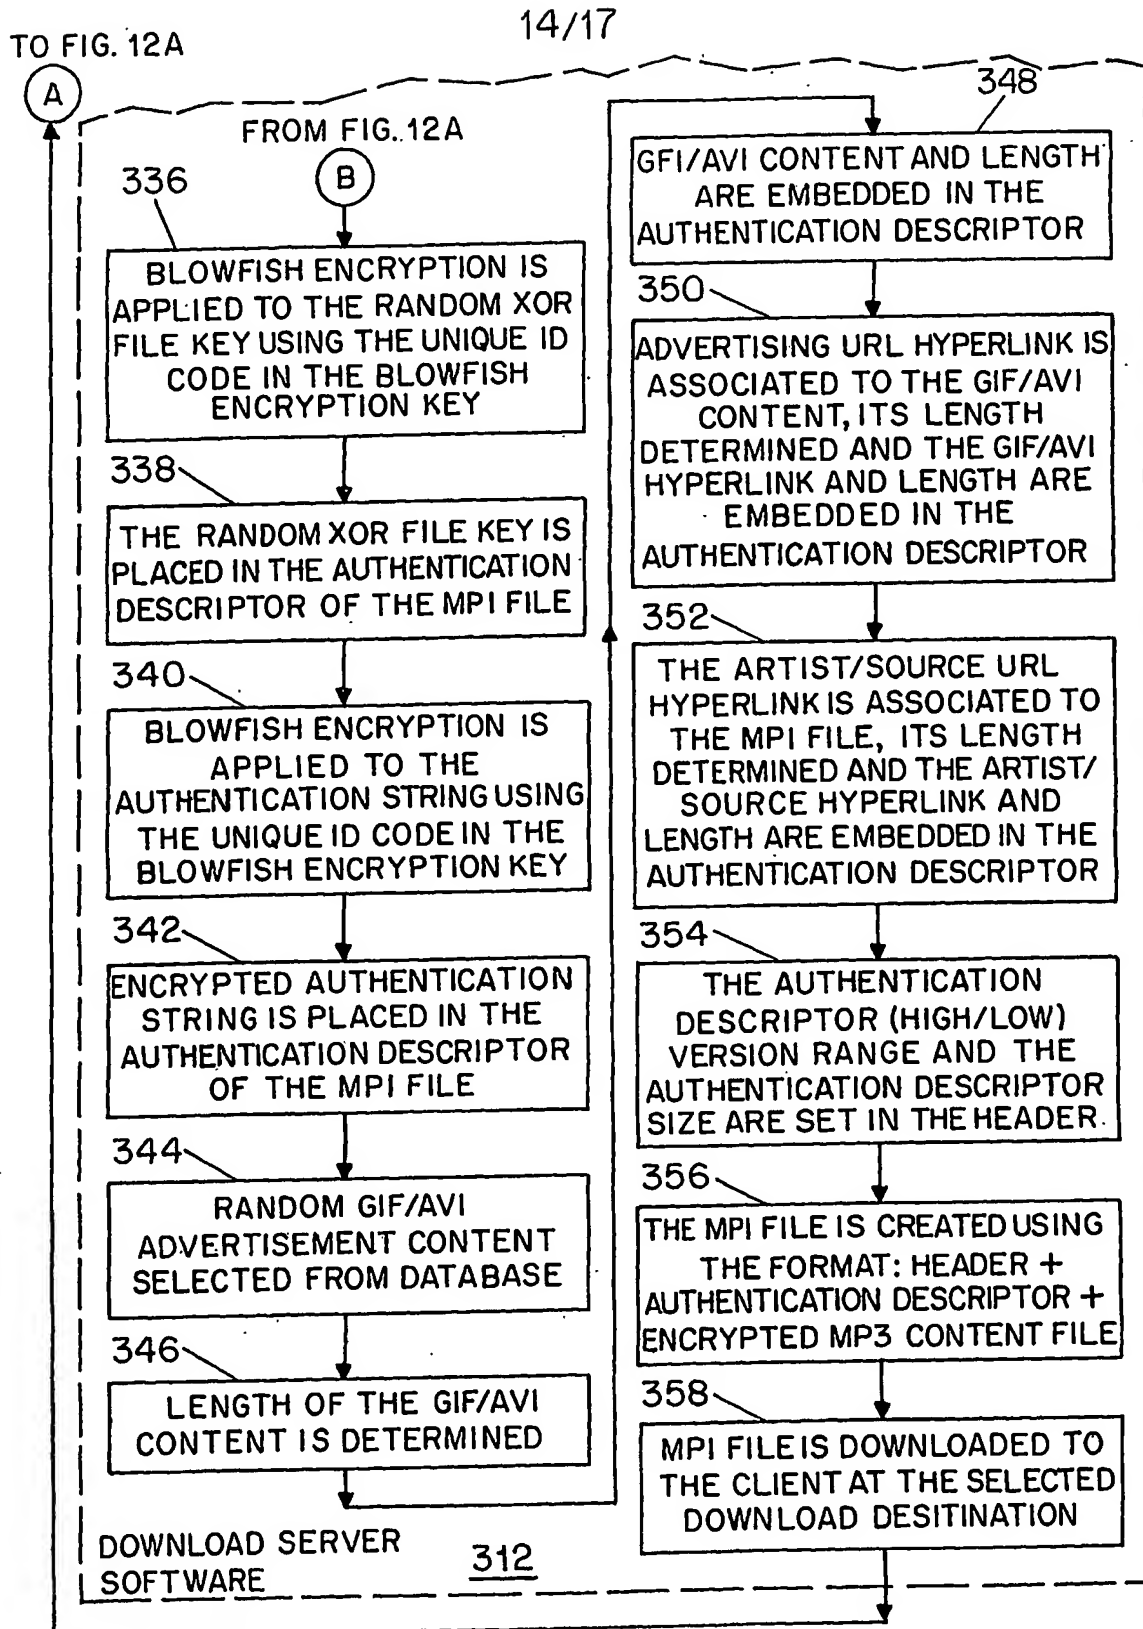 14/17
TO FIG. 12A
A
FROM FIG. 12A
B
336
BLOWFISH ENCRYPTION IS
APPLIED TO THE RANDOM XOR
FILE KEY USING THE UNIQUE ID
CODE IN THE BLOWFISH
ENCRYPTION KEY
338
THE RANDOM XOR FILE KEY IS
PLACED IN THE AUTHENTICATION
DESCRIPTOR OF THE MPI FILE
340
BLOWFISH ENCRYPTION IS
APPLIED TO THE
AUTHENTICATION STRING USING
THE UNIQUE ID CODE IN THE
BLOWFISH ENCRYPTION KEY
342
ENCRYPTED AUTHENTICATION
STRING IS PLACED IN THE
AUTHENTICATION DESCRIPTOR
OF THE MPI FILE
344
RANDOM GIF/AVI
ADVERTISEMENT CONTENT
SELECTED FROM DATABASE
346
LENGTH OF THE GIF/AVI
CONTENT IS DETERMINED
348
GFI/AVI CONTENT AND LENGTH
ARE EMBEDDED IN THE
AUTHENTICATION DESCRIPTOR
350
ADVERTISING URL HYPERLINK IS
ASSOCIATED TO THE GIF/AVI
CONTENT, ITS LENGTH
DETERMINED AND THE GIF/AVI
HYPERLINK AND LENGTH ARE
EMBEDDED IN THE
AUTHENTICATION DESCRIPTOR
352
THE ARTIST/SOURCE URL
HYPERLINK IS ASSOCIATED TO
THE MPI FILE, ITS LENGTH
DETERMINED AND THE ARTIST/
SOURCE HYPERLINK AND
LENGTH ARE EMBEDDED IN THE
AUTHENTICATION DESCRIPTOR
354
THE AUTHENTICATION
DESCRIPTOR (HIGH/LOW)
VERSION RANGE AND THE
AUTHENTICATION DESCRIPTOR
SIZE ARE SET IN THE HEADER.
356
THE MPI FILE IS CREATED USING
THE FORMAT: HEADER +
AUTHENTICATION DESCRIPTOR +
ENCRYPTED MP3 CONTENT FILE
358
MPI FILE IS DOWNLOADED TO
THE CLIENT AT THE SELECTED
DOWNLOAD DESITINATION
DOWNLOAD SERVER
SOFTWARE
312